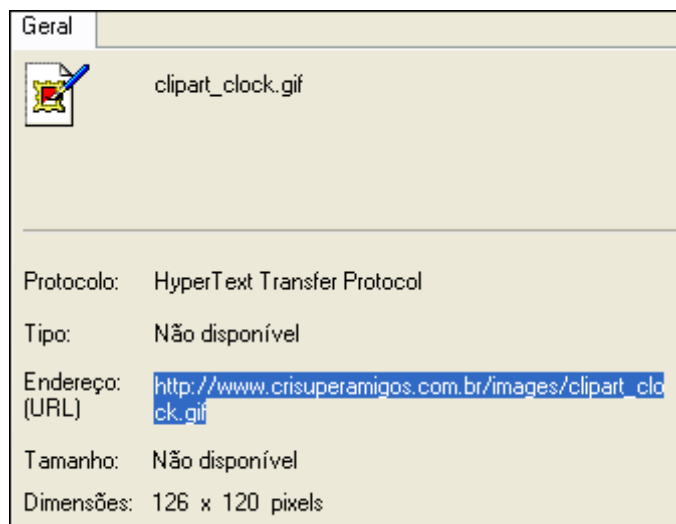 Geral
clipart_clock.gif
Protocolo: HyperText Transfer Protocol
Tipo: Não disponível
Endereço: http://www.crisuperamigos.com.br/images/clipart_clo
(URL) ck.gif
Tamanho: Não disponível
Dimensões: 126 x 120 pixels